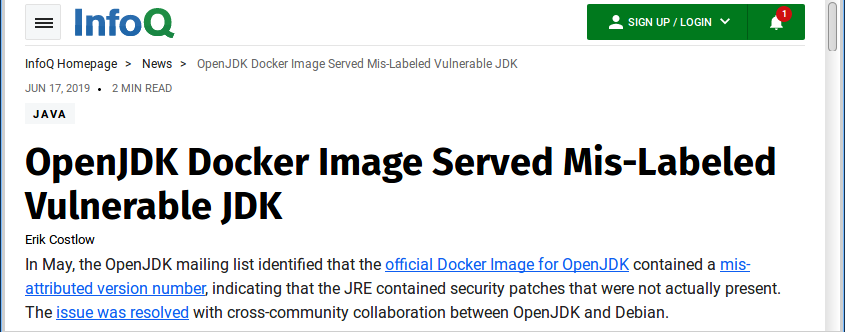 InfoQ
SIGN UP / LOGIN
1
InfoQ Homepage > News > OpenJDK Docker Image Served Mis-Labeled Vulnerable JDK
JUN 17, 2019 • 2 MIN READ
JAVA
OpenJDK Docker Image Served Mis-Labeled
Vulnerable JDK
Erik Costlow
In May, the OpenJDK mailing list identified that the official Docker Image for OpenJDK contained a mis-
attributed version number, indicating that the JRE contained security patches that were not actually present.
The issue was resolved with cross-community collaboration between OpenJDK and Debian.